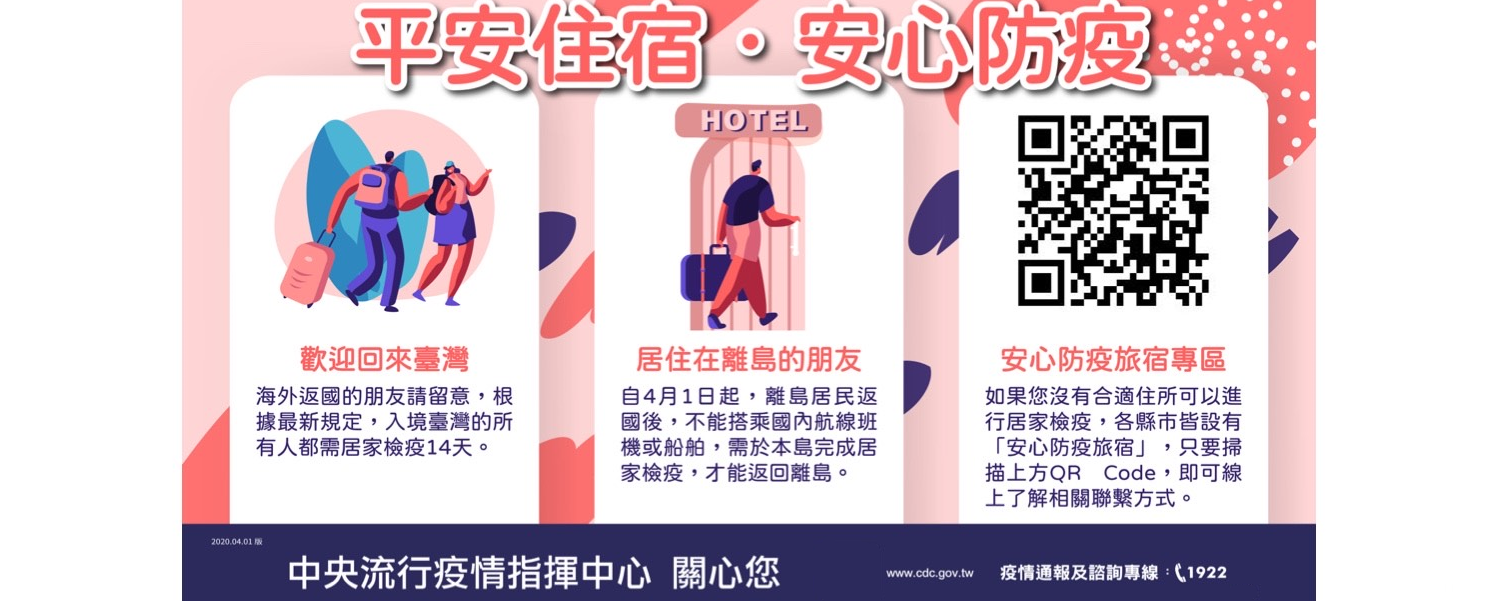 平安住宿・安心防疫
HOTEL
歡迎回來臺灣
海外返國的朋友請留意，根
據最新規定，入境臺灣的所
有人都需居家檢疫14天。
居住在離島的朋友
自4月1日起，離島居民返
國後，不能搭乘國內航線班
機或船舶，需於本島完成居
家檢疫，才能返回離島。
安心防疫旅宿專區
如果您沒有合適住所可以進
行居家檢疫，各縣市皆設有
「安心防疫旅宿」，只要掃
描上方QR Code，即可線
上了解相關聯繫方式。
2020.04.01 版
中央流行疫情指揮中心 關心您
www.cdc.gov.tw 疫情通報及諮詢專線：1922